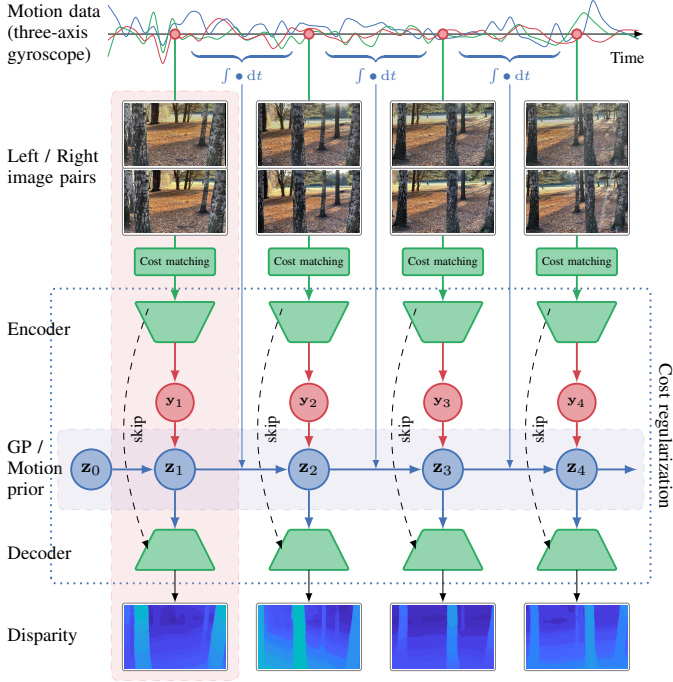 Motion data
(three-axis
gyroscope)
Time
∫ ● dt
∫ ● dt
∫ ● dt
Left / Right
image pairs
Cost matching
Cost matching
Cost matching
Cost matching
Encoder
y₁
y₂
y₃
y₄
skip
skip
skip
skip
Cost regularization
GP /
Motion
prior
z₀
z₁
z₂
z₃
z₄
Decoder
Disparity